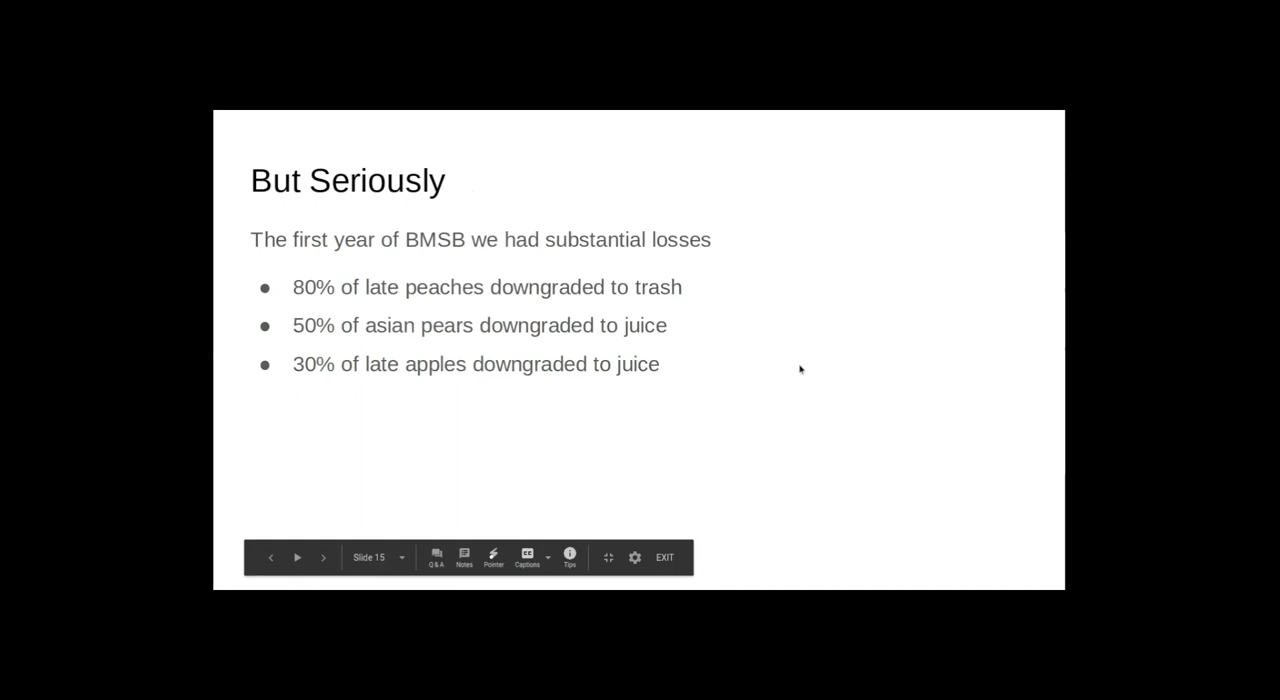 But Seriously
The first year of BMSB we had substantial losses
● 80% of late peaches downgraded to trash
● 50% of asian pears downgraded to juice
● 30% of late apples downgraded to juice
Slide 15 Q & A Notes Pointer CC Captions Tips EXIT